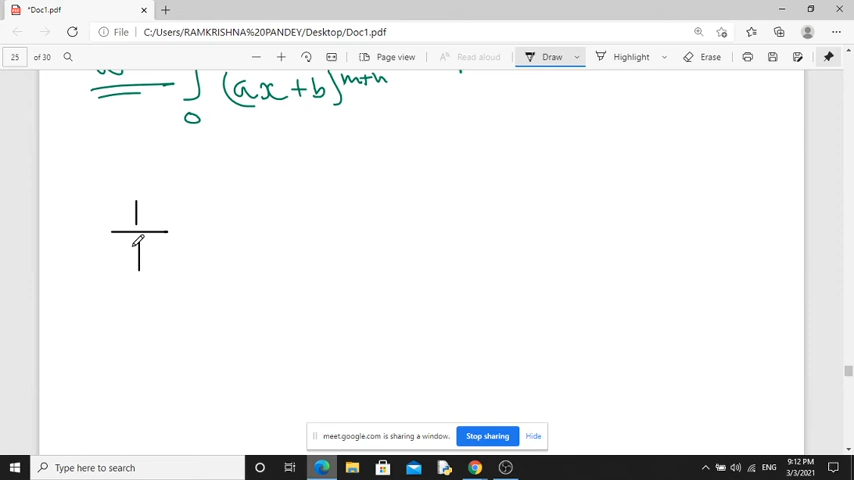 *Doc1.pdf
File C:/Users/RAMKRISHNA%20PANDEY/Desktop/Doc1.pdf
25 of 30 Page view Read aloud Draw Highlight Erase
∫ (ax+b)^{m+n}
0
1
1
meet.google.com is sharing a window. Stop sharing Hide
Type here to search ENG 9:12 PM
3/3/2021